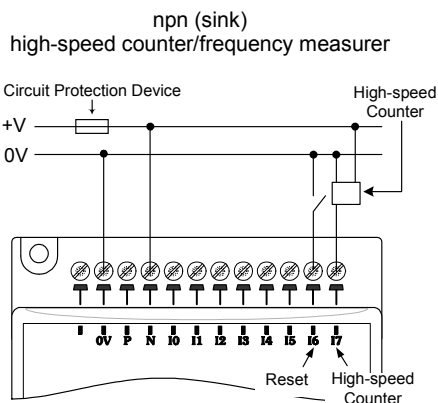 npn (sink)
high-speed counter/frequency measurer
Circuit Protection Device
High-speed
Counter
+V
0V
0V P N I0 I1 I2 I3 I4 I5 I6 I7
Reset
High-speed
Counter